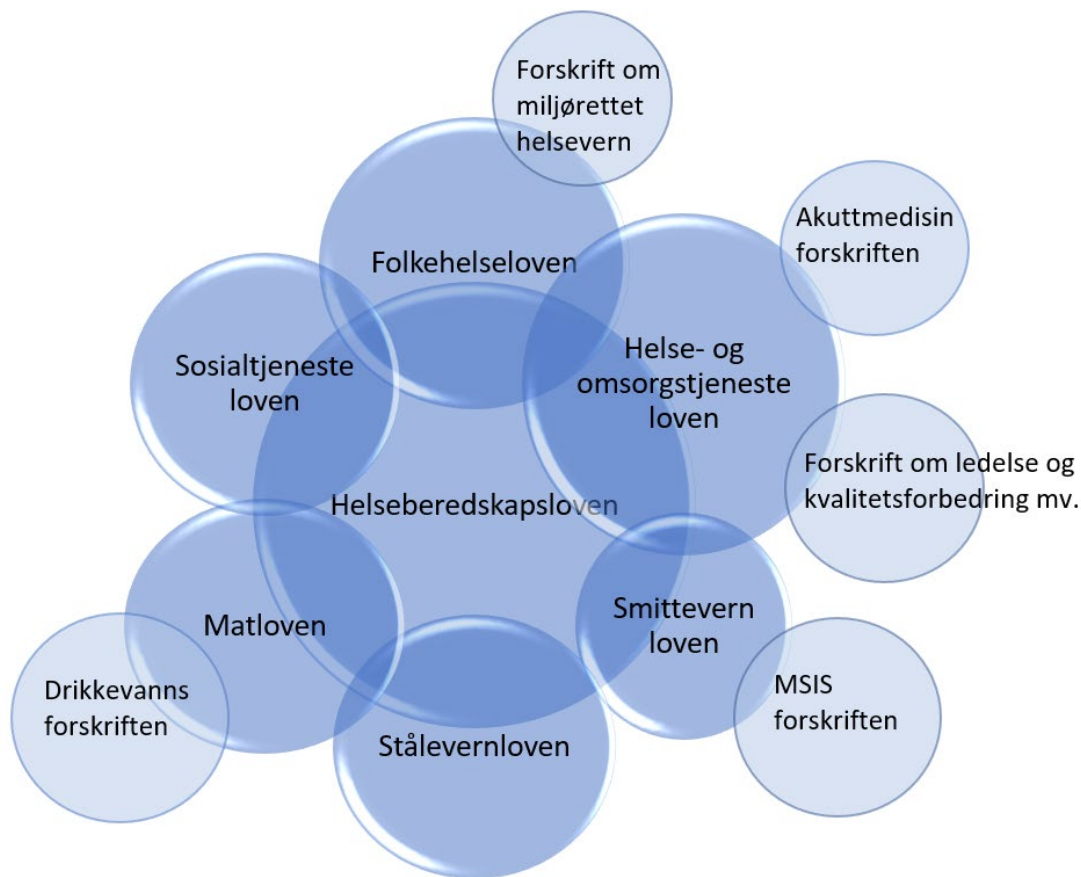 Forskrift om
miljørettet
helsevern
Akuttmedisin
forskriften
Folkehelseloven
Helse- og
omsorgstjeneste
loven
Sosialtjeneste
loven
Forskrift om ledelse og
kvalitetsforbedring mv.
Helseberedskapsloven
Smittevern
loven
Matloven
Drikkevanns
forskriften
MSIS
forskriften
Stålevernloven